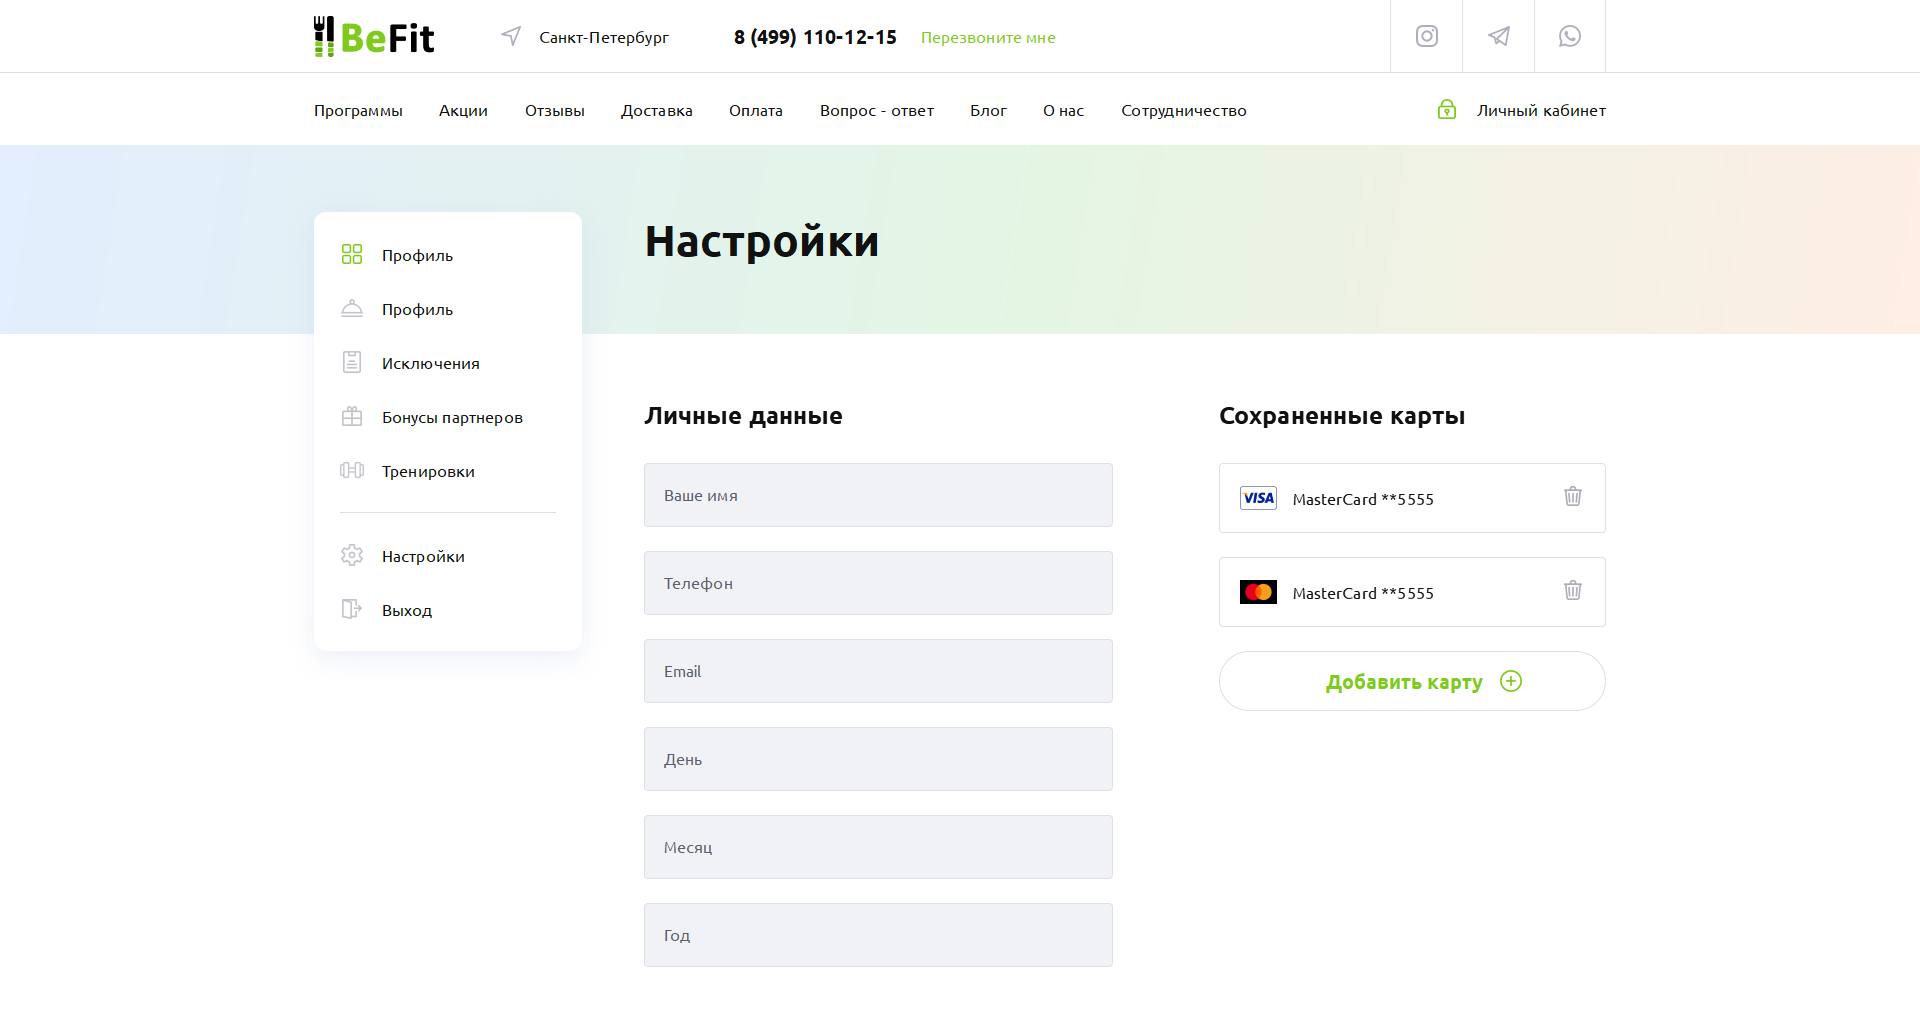 BeFit
Санкт-Петербург
8 (499) 110-12-15
Перезвоните мне
Программы
Акции
Отзывы
Доставка
Оплата
Вопрос - ответ
Блог
О нас
Сотрудничество
Личный кабинет
Профиль
Профиль
Исключения
Бонусы партнеров
Тренировки
Настройки
Выход
Настройки
Личные данные
Ваше имя
Телефон
Email
День
Месяц
Год
Сохраненные карты
VISA
MasterCard **5555
MasterCard **5555
Добавить карту